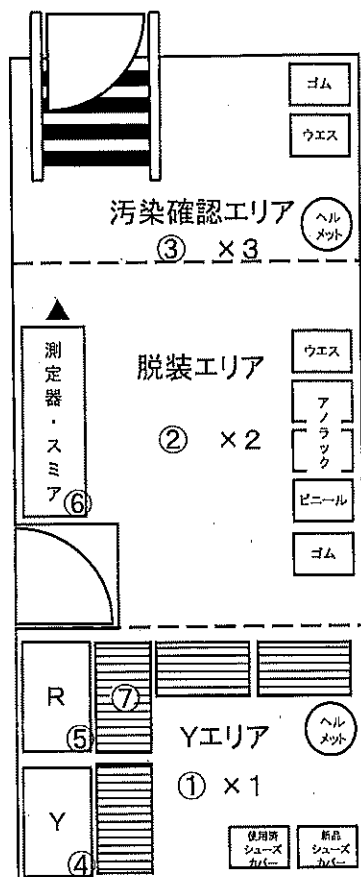 ゴム
ウエス
汚染確認エリア
ヘル
メット
③ ×3
▲
測定器・スミア
⑥
脱装エリア
② ×2
ウエス
アノラック
ビニール
ゴム
R
⑤
⑦
Yエリア
ヘル
メット
① ×1
Y
④
使用済
シューズ
カバー
新品
シューズ
カバー